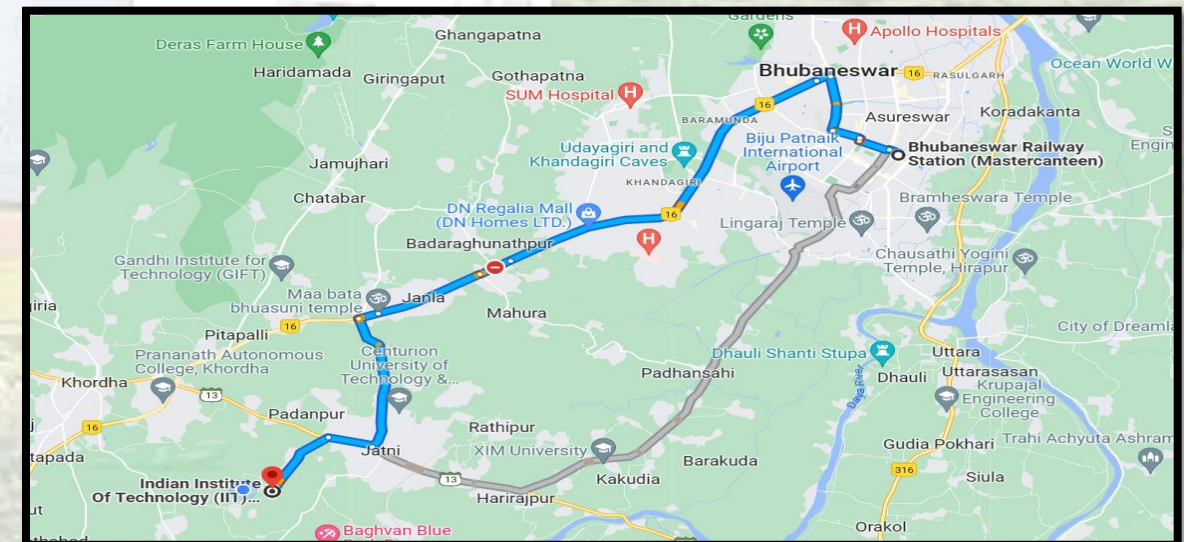 Gardens
Apollo Hospitals
Ghangapatna
Deras Farm House
Haridamada
Giringaput
Gothapatna
SUM Hospital
Bhubaneswar
16
RASULGARH
Ocean World W
16
BARAMUNDA
Asureswar
Koradakanta
Udayagiri and
Khandagiri Caves
Biju Patnaik
International
Airport
Bhubaneswar Railway
Station (Mastercanteen)
S
Engin
Jamujhari
KHANDAGIRI
Chatabar
Bramheswara Temple
DN Regalia Mall
(DN Homes LTD.)
16
Lingaraj Temple
Badaraghunathpur
Gandhi Institute for
Technology (GIFT)
Chausathi Yogini
Temple, Hirapur
Maa bata
bhuasuni temple
Janla
Mahura
jiria
16
Pitapalli
City of Dreamla
Prananath Autonomous
College, Khordha
Centurion
University of
Technology &...
Dhauli Shanti Stupa
Uttara
Padhansahi
Dhauli
Uttarasasan
Khordha
13
Daya River
Krupajal
Engineering
College
Padanpur
16
Rathipur
Jatni
XIM University
Gudia Pokhari
Trahi Achyuta Ashram
tapada
Barakuda
316
Siula
13
Kakudia
Indian Institute
Of Technology (IIT)...
Harirajpur
ut
Orakol
Baghvan Blue